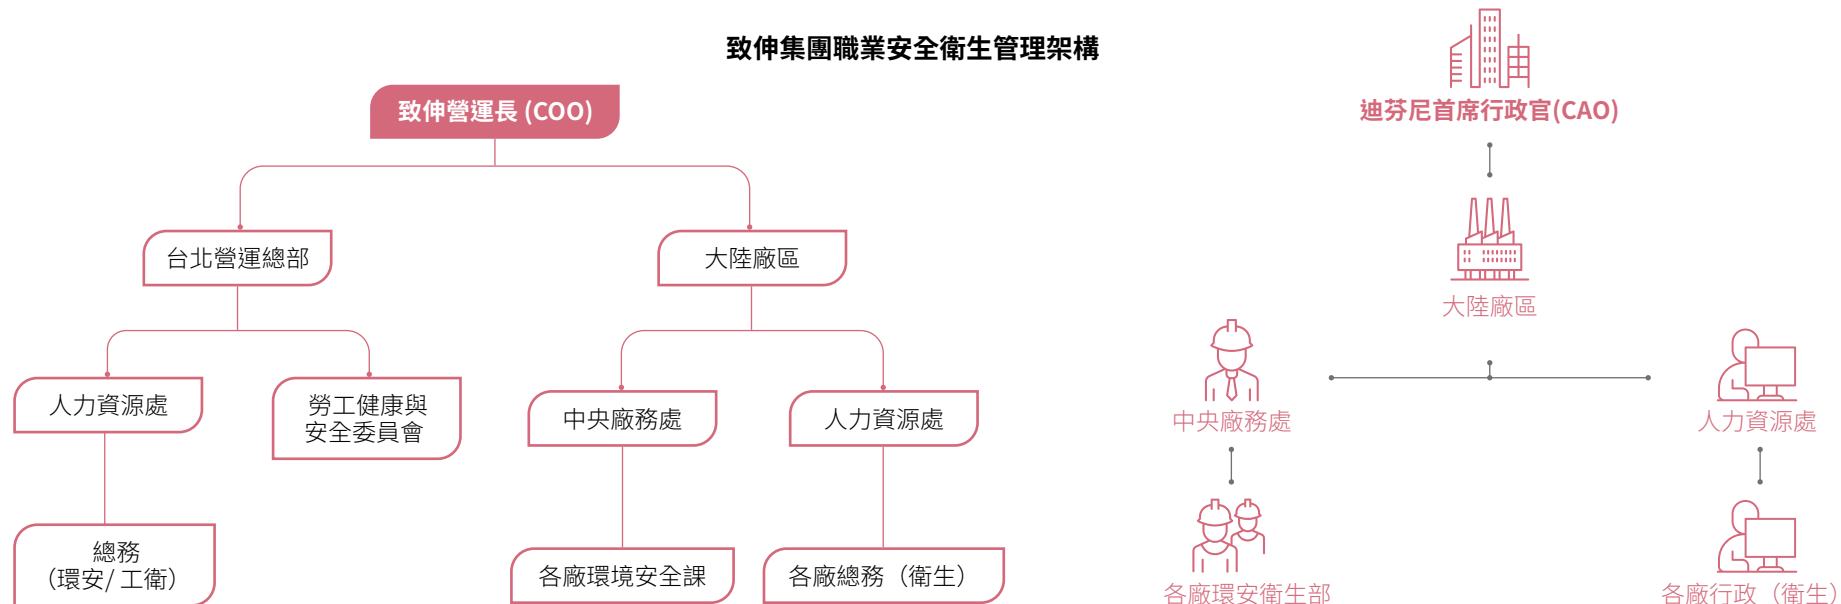 致伸集團職業安全衛生管理架構
致伸營運長 (COO)
台北營運總部
大陸廠區
人力資源處
勞工健康與
安全委員會
中央廠務處
人力資源處
總務
（環安/ 工衛）
各廠環境安全課
各廠總務（衛生）
迪芬尼首席行政官(CAO)
大陸廠區
中央廠務處
人力資源處
各廠環安衛生部
各廠行政（衛生）